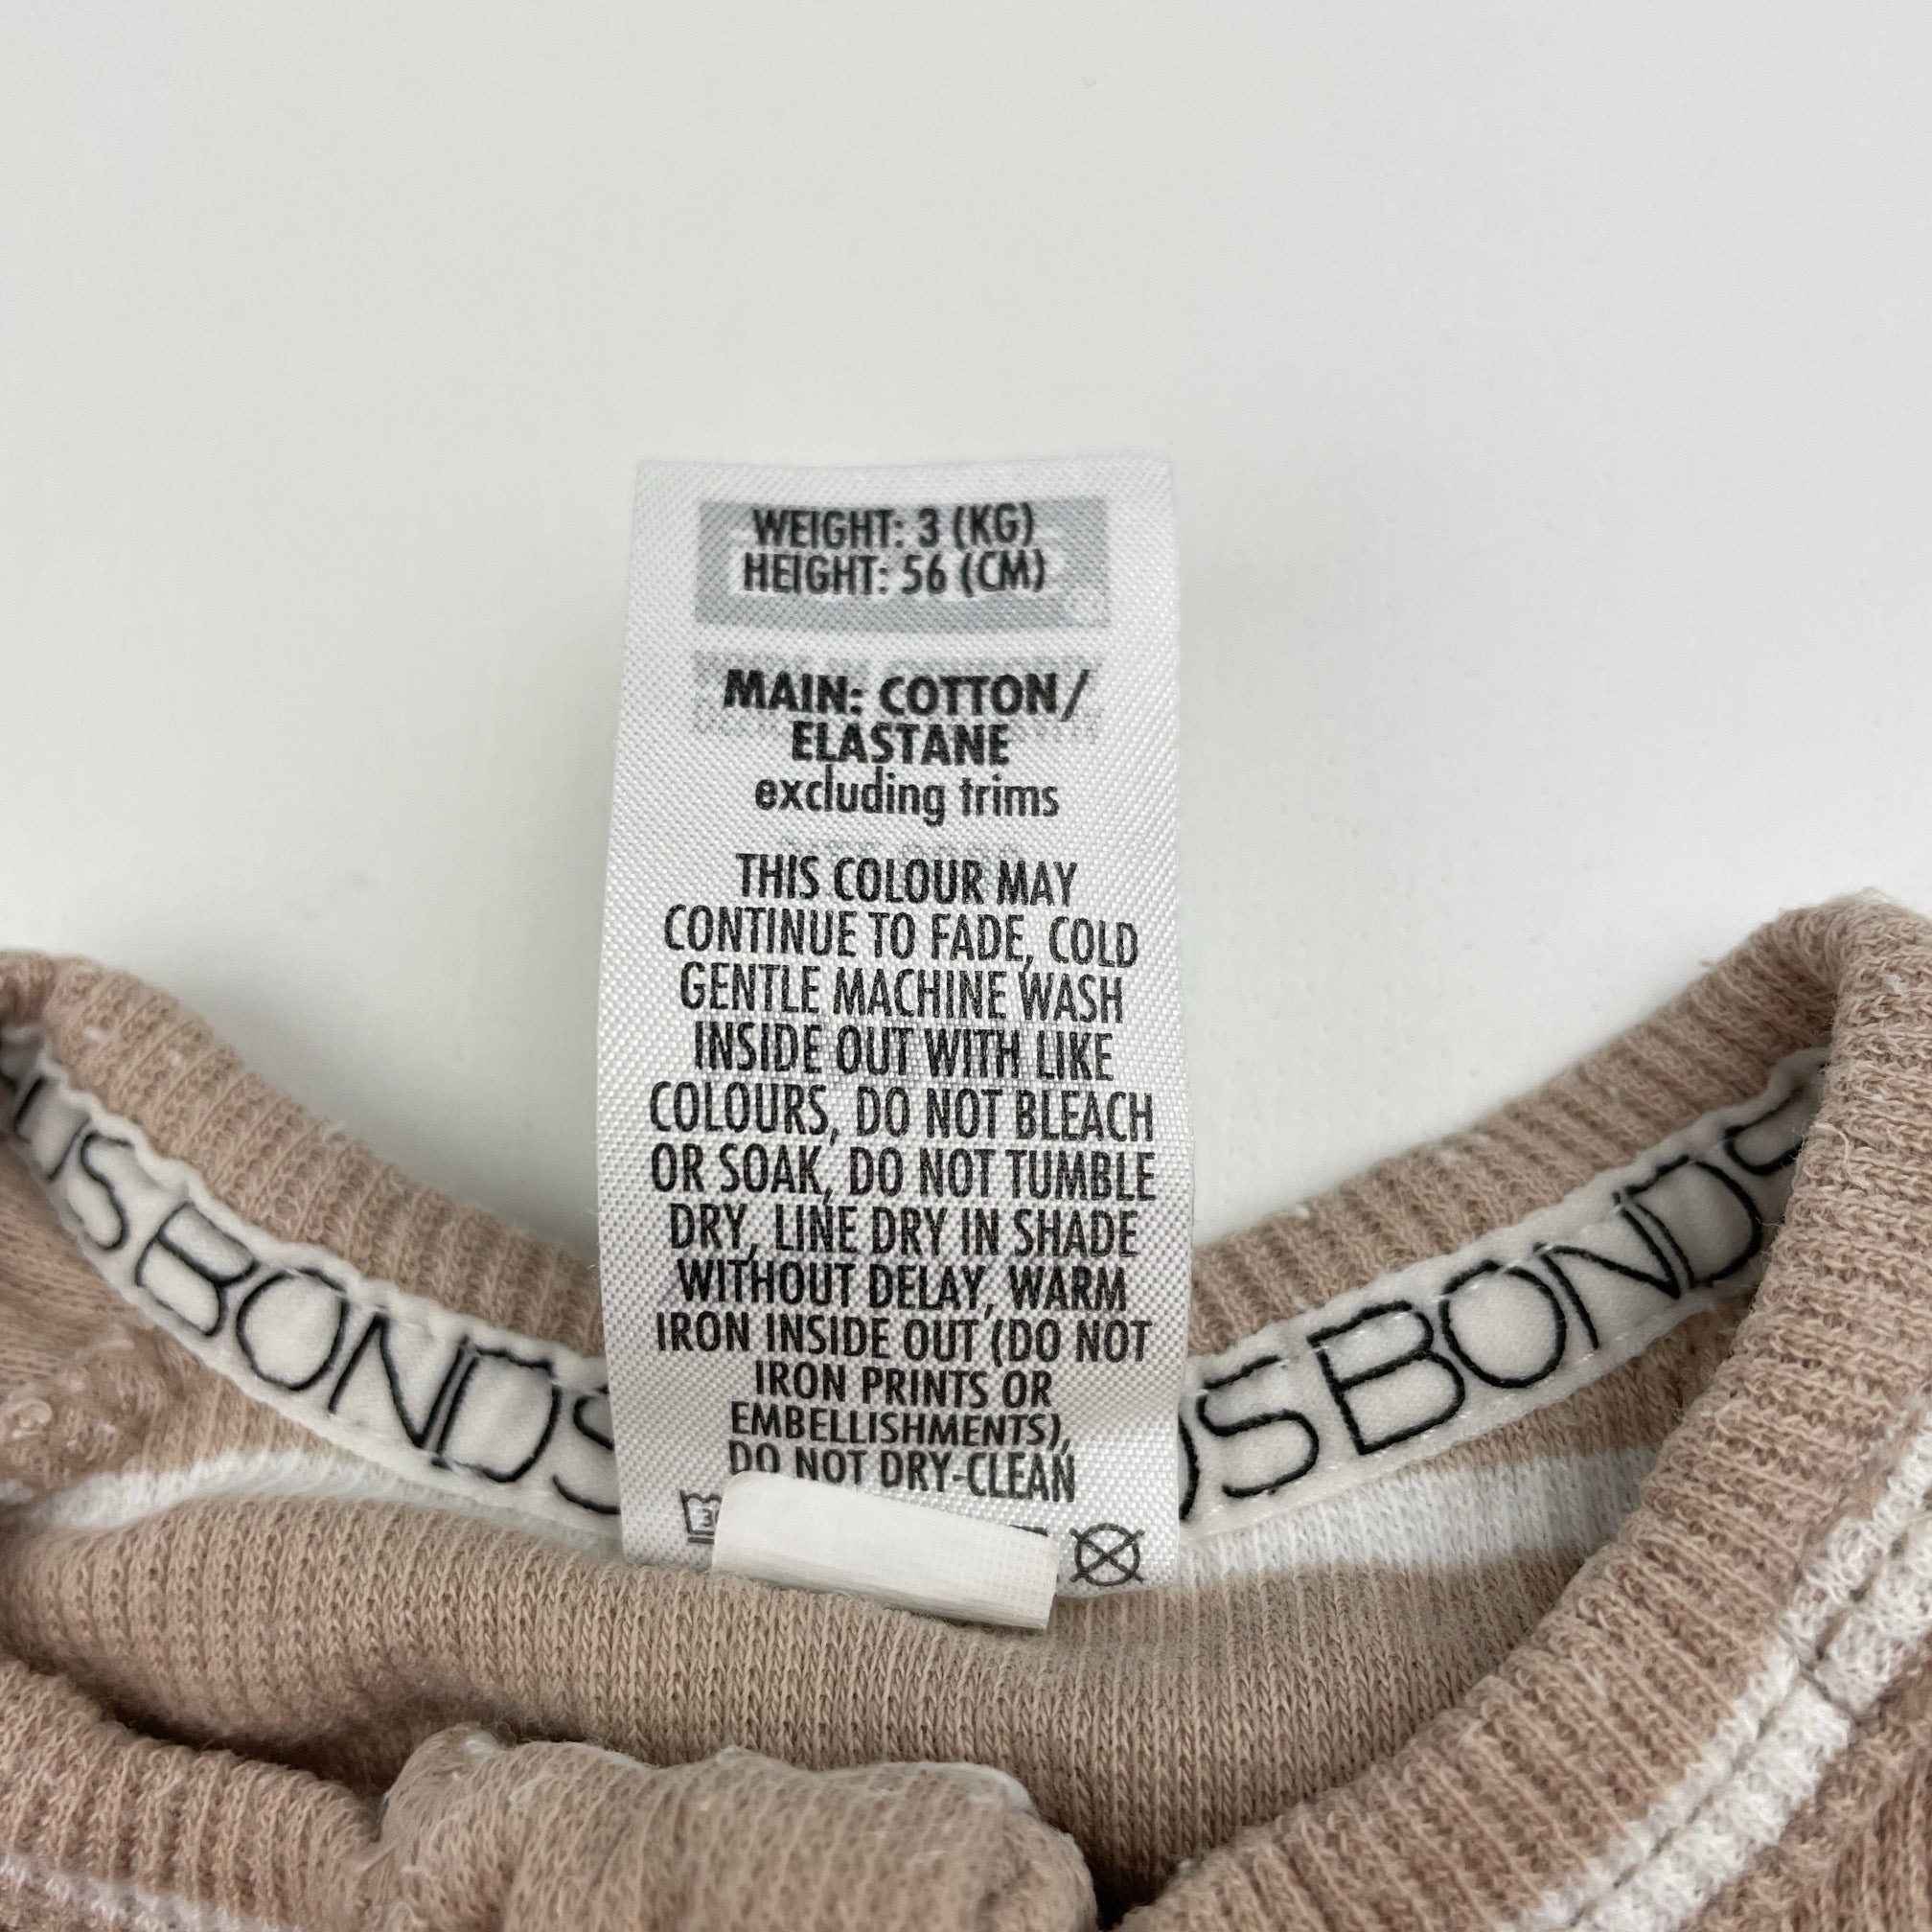 WEIGHT: 3 (KG)
HEIGHT: 56 (CM)
MAIN: COTTON/
ELASTANE
excluding trims
THIS COLOUR MAY
CONTINUE TO FADE, COLD
GENTLE MACHINE WASH
INSIDE OUT WITH LIKE
COLOURS, DO NOT BLEACH
OR SOAK, DO NOT TUMBLE
DRY, LINE DRY IN SHADE
WITHOUT DELAY, WARM
IRON INSIDE OUT (DO NOT
IRON PRINTS OR
EMBELLISHMENTS),
DO NOT DRY-CLEAN
BONDS
BONDS